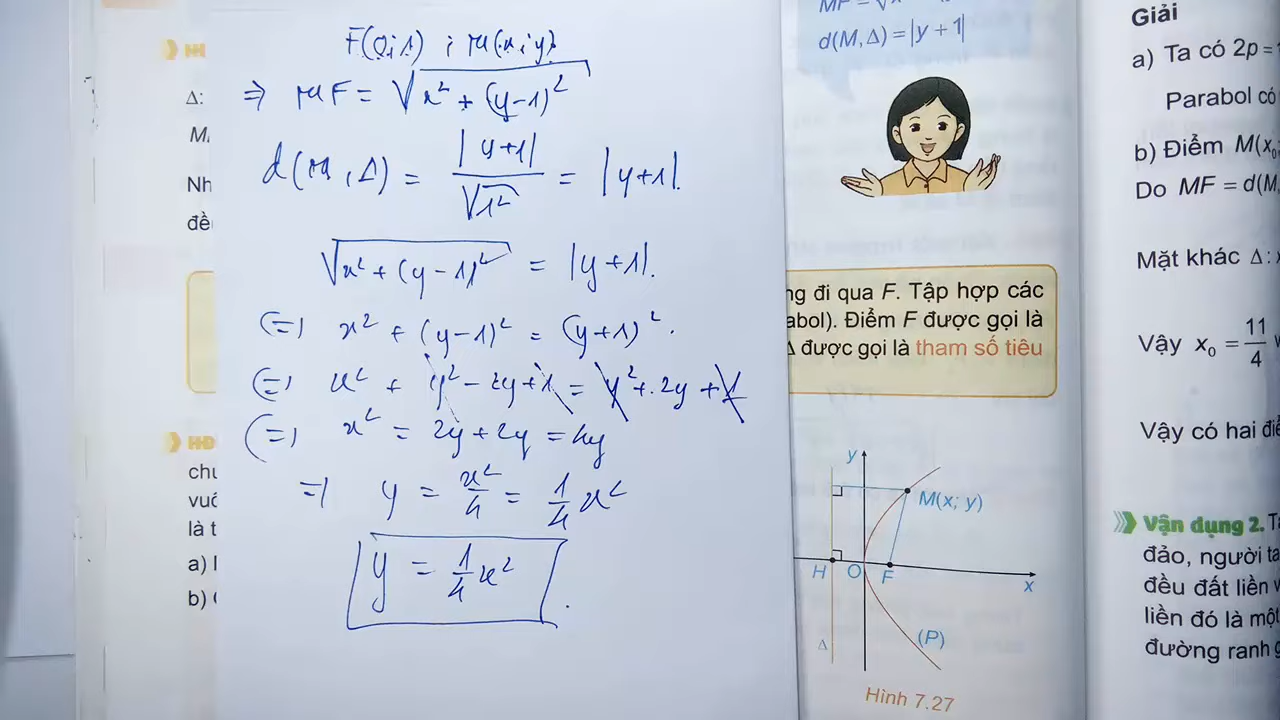 F(0;1) ; M(x;y)
⇒ MF = √(x² + (y-1)²)
d(M, Δ) = |y+1| / √1² = |y+1|.
√(x² + (y-1)²) = |y+1|.
(=) x² + (y-1)² = (y+1)².
(=) x² + y² - 2y + 1 = y² + 2y + 1
(=) x² = 2y + 2y = 4y
=) y = x²/4 = 1/4 x²
y = 1/4 x².
Δ:
M
Nh
đề
chu
vuô
là t
a)
b)
MF =
d(M, Δ) = |y + 1|
ng đi qua F. Tập hợp các
abol). Điểm F được gọi là
Δ được gọi là tham số tiêu
y
M(x; y)
H O F
x
(P)
Δ
Hình 7.27
Giải
a) Ta có 2p =
Parabol có
b) Điểm M(x₀
Do MF = d(M,
Mặt khác Δ:
Vậy x₀ = 11/4
Vậy có hai điể
Vận dụng 2.
đảo, người ta
đều đất liền
liền đó là một
đường ranh g